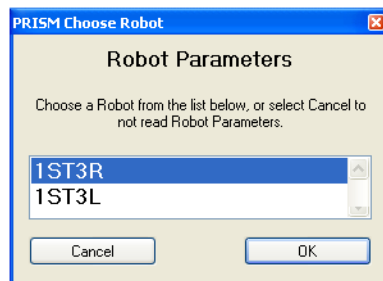 PRISM Choose Robot
Robot Parameters
Choose a Robot from the list below, or select Cancel to
not read Robot Parameters.
1ST3R
1ST3L
Cancel
OK